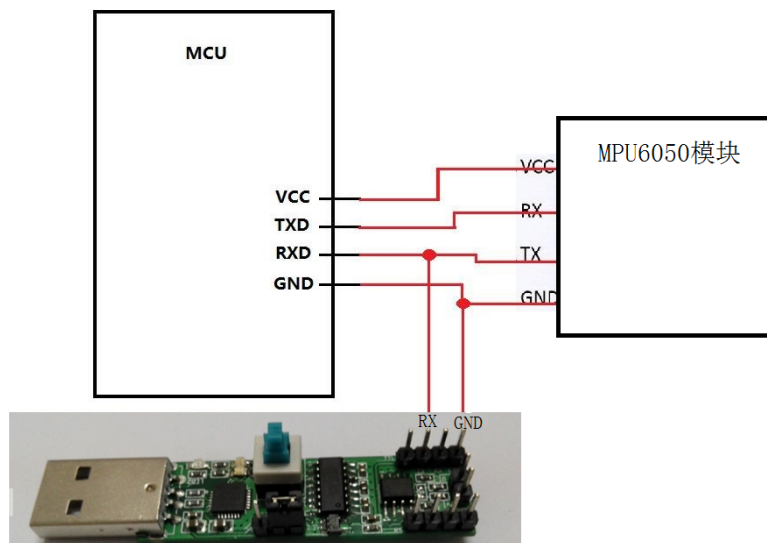 MCU
MPU6050模块
VCC
TXD
RXD
GND
VCC
RX
TX
GND
RX GND